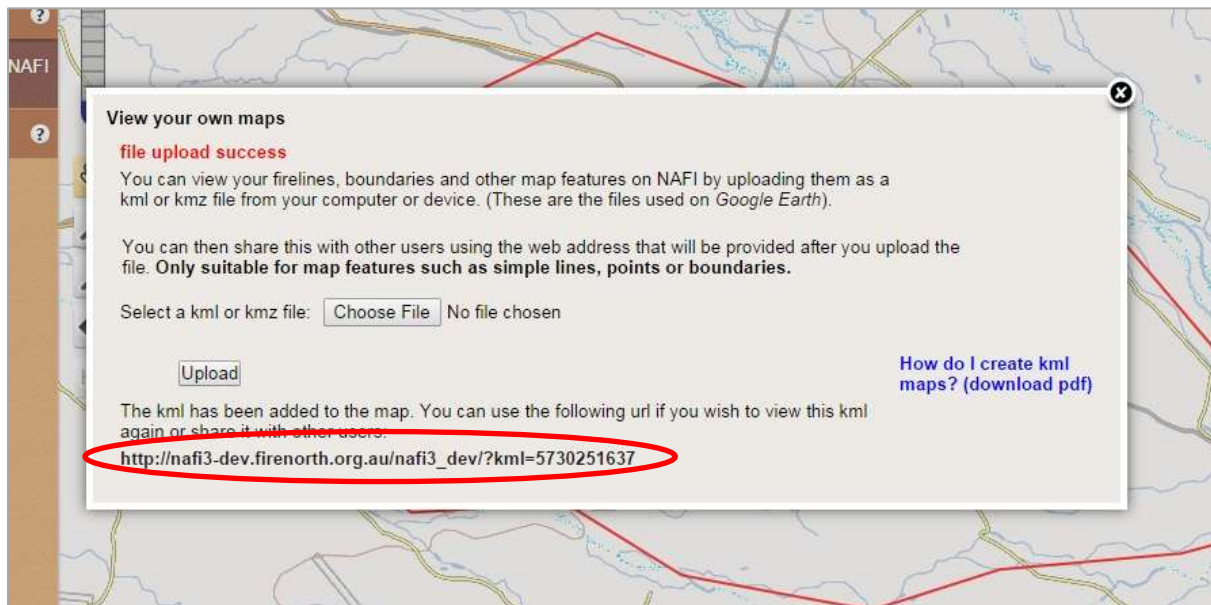 ?
NAFI
?
View your own maps
file upload success
You can view your firelines, boundaries and other map features on NAFI by uploading them as a
kml or kmz file from your computer or device. (These are the files used on Google Earth).
You can then share this with other users using the web address that will be provided after you upload the
file. Only suitable for map features such as simple lines, points or boundaries.
Select a kml or kmz file: Choose File No file chosen
Upload
How do I create kml
maps? (download pdf)
The kml has been added to the map. You can use the following url if you wish to view this kml
again or share it with other users:
http://nafi3-dev.firenorth.org.au/nafi3_dev/?kml=5730251637